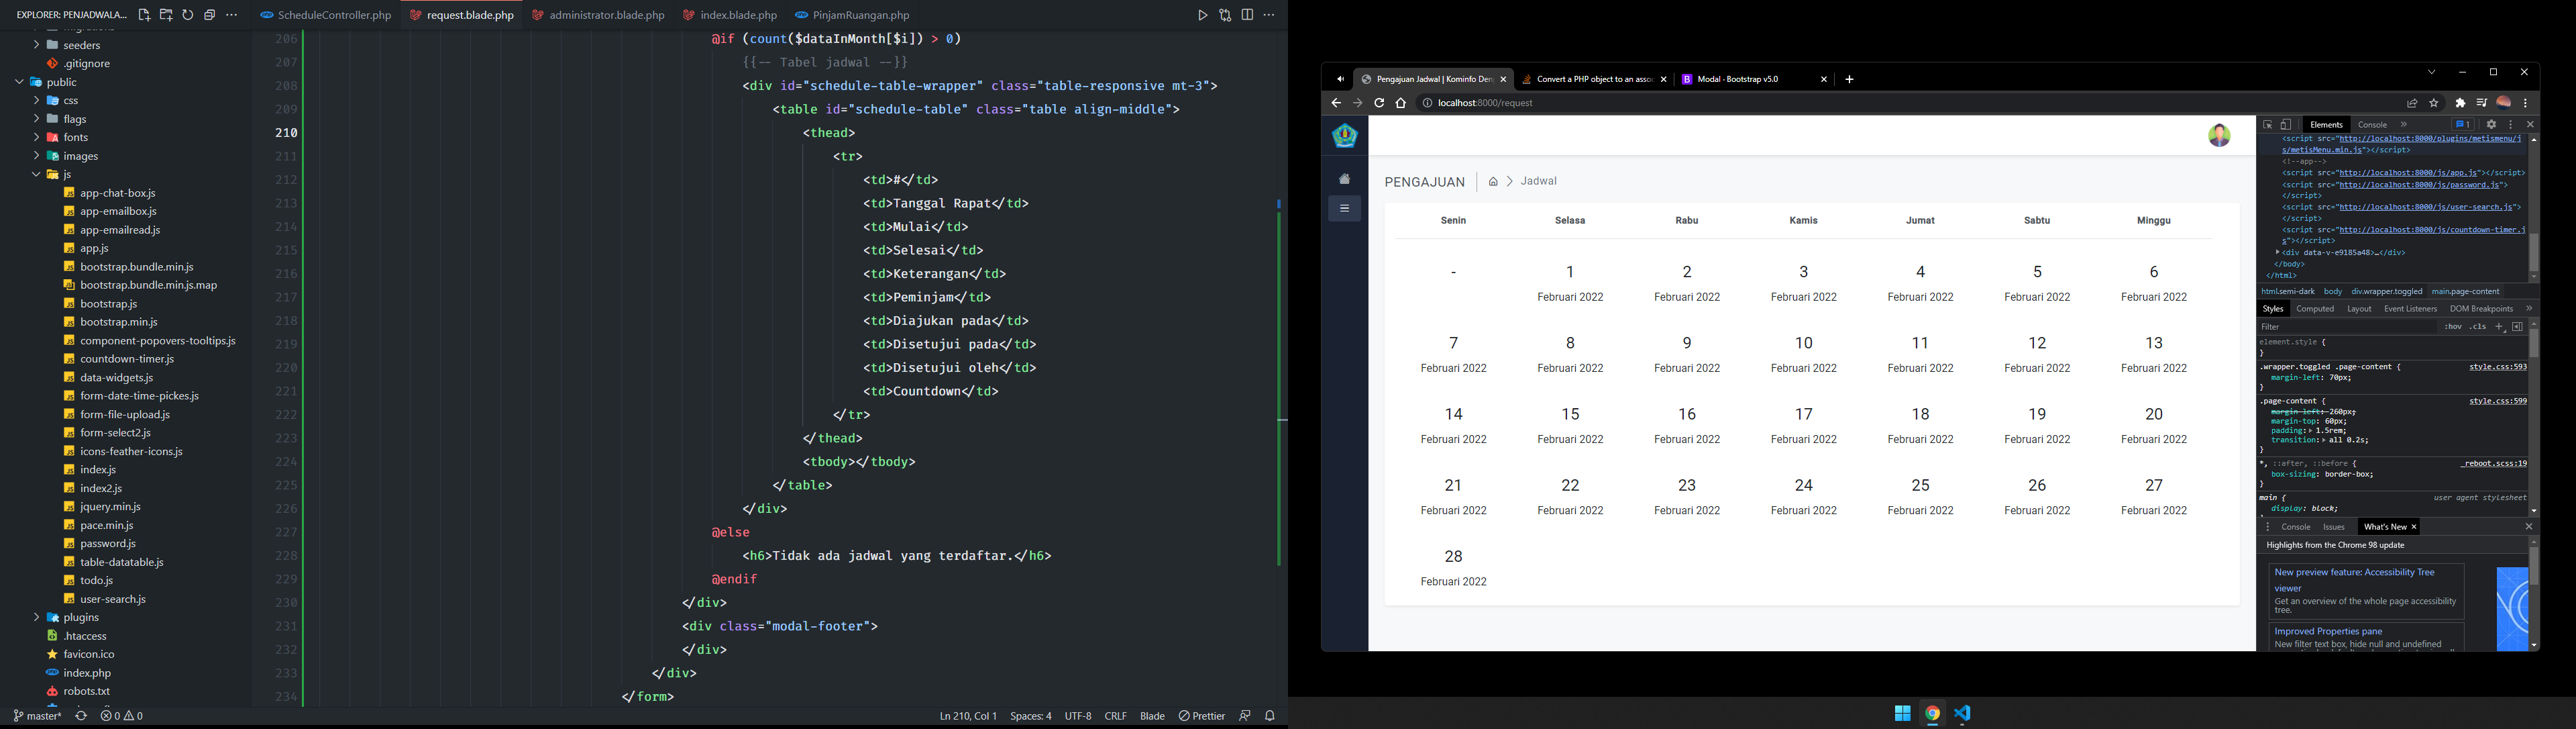 EXPLORER: PENJADWALA...
seeders
.gitignore
public
css
flags
fonts
images
js
app-chat-box.js
app-emailbox.js
app-emailread.js
app.js
bootstrap.bundle.min.js
bootstrap.bundle.min.js.map
bootstrap.js
bootstrap.min.js
component-popovers-tooltips.js
countdown-timer.js
data-widgets.js
form-date-time-pickes.js
form-file-upload.js
form-select2.js
icons-feather-icons.js
index.js
index2.js
jquery.min.js
pace.min.js
password.js
table-datatable.js
todo.js
user-search.js
plugins
.htaccess
favicon.ico
index.php
robots.txt
ScheduleController.php request.blade.php administrator.blade.php index.blade.php PinjamRuangan.php
206 @if (count($dataInMonth[$i]) > 0)
207 {{-- Tabel jadwal --}}
208 <div id="schedule-table-wrapper" class="table-responsive mt-3">
209 <table id="schedule-table" class="table align-middle">
210 <thead>
211 <tr>
212 <td>#</td>
213 <td>Tanggal Rapat</td>
214 <td>Mulai</td>
215 <td>Selesai</td>
216 <td>Keterangan</td>
217 <td>Peminjam</td>
218 <td>Diajukan pada</td>
219 <td>Disetujui pada</td>
220 <td>Disetujui oleh</td>
221 <td>Countdown</td>
222 </tr>
223 </thead>
224 <tbody></tbody>
225 </table>
226 </div>
227 @else
228 <h6>Tidak ada jadwal yang terdaftar.</h6>
229 @endif
230 </div>
231 <div class="modal-footer">
232 </div>
233 </div>
234 </form>
master* 0 0 Ln 210, Col 1 Spaces: 4 UTF-8 CRLF Blade Prettier
Pengajuan Jadwal | Kominfo Den Convert a PHP object to an assoc Modal · Bootstrap v5.0
localhost:8000/request
PENGAJUAN Jadwal
Senin Selasa Rabu Kamis Jumat Sabtu Minggu
- 1 2 3 4 5 6
Februari 2022 Februari 2022 Februari 2022 Februari 2022 Februari 2022 Februari 2022
7 8 9 10 11 12 13
Februari 2022 Februari 2022 Februari 2022 Februari 2022 Februari 2022 Februari 2022 Februari 2022
14 15 16 17 18 19 20
Februari 2022 Februari 2022 Februari 2022 Februari 2022 Februari 2022 Februari 2022 Februari 2022
21 22 23 24 25 26 27
Februari 2022 Februari 2022 Februari 2022 Februari 2022 Februari 2022 Februari 2022 Februari 2022
28
Februari 2022
Elements Console » 1
<script src="http://localhost:8000/plugins/metismenu/j
s/metisMenu.min.js"></script>
<!--app-->
<script src="http://localhost:8000/js/app.js"></script>
<script src="http://localhost:8000/js/password.js">
</script>
<script src="http://localhost:8000/js/user-search.js">
</script>
<script src="http://localhost:8000/js/countdown-timer.j
s"></script>
<div data-v-e9185a48>…</div>
</body>
</html>
html.semi-dark body div.wrapper.toggled main.page-content
Styles Computed Layout Event Listeners DOM Breakpoints »
Filter :hov .cls +
element.style {
}
.wrapper.toggled .page-content { style.css:593
margin-left: 70px;
}
.page-content { style.css:599
margin-left: 260px;
margin-top: 60px;
padding: 1.5rem;
transition: all 0.2s;
}
*, ::after, ::before { _reboot.scss:19
box-sizing: border-box;
}
main { user agent stylesheet
display: block;
Console Issues What's New
Highlights from the Chrome 98 update
New preview feature: Accessibility Tree
viewer
Get an overview of the whole page accessibility
tree.
Improved Properties pane
New filter text box, hide null and undefined